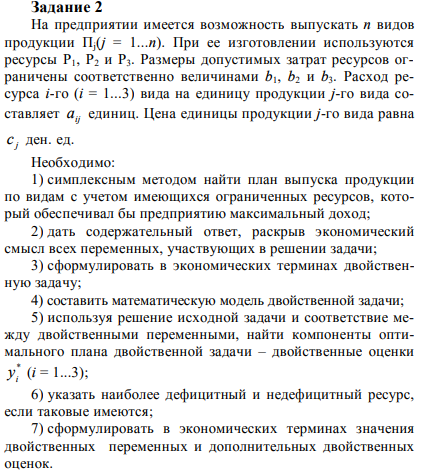 Задание 2
На предприятии имеется возможность выпускать n видов
продукции Пj(j = 1...n). При ее изготовлении используются
ресурсы P1, P2 и P3. Размеры допустимых затрат ресурсов ог-
раничены соответственно величинами b1, b2 и b3. Расход ре-
сурса i-го (i = 1...3) вида на единицу продукции j-го вида со-
ставляет aij единиц. Цена единицы продукции j-го вида равна
cj ден. ед.
Необходимо:
1) симплексным методом найти план выпуска продукции
по видам с учетом имеющихся ограниченных ресурсов, кото-
рый обеспечивал бы предприятию максимальный доход;
2) дать содержательный ответ, раскрыв экономический
смысл всех переменных, участвующих в решении задачи;
3) сформулировать в экономических терминах двойствен-
ную задачу;
4) составить математическую модель двойственной задачи;
5) используя решение исходной задачи и соответствие ме-
жду двойственными переменными, найти компоненты опти-
мального плана двойственной задачи – двойственные оценки
yi* (i = 1...3);
6) указать наиболее дефицитный и недефицитный ресурс,
если таковые имеются;
7) сформулировать в экономических терминах значения
двойственных переменных и дополнительных двойственных
оценок.